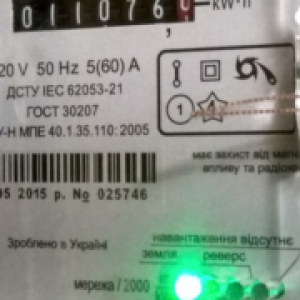 011076
kW·h
20 V 50 Hz 5(60) A
ДСТУ IEC 62053-21
ГОСТ 30207
У-Н МПЕ 40.1.35.110: 2005
1 4
має захист від маг
впливу та радіо
05 2015 р. № 025746
Зроблено в Україні
навантаження відсутнє
земля реверс
мережа / 2000